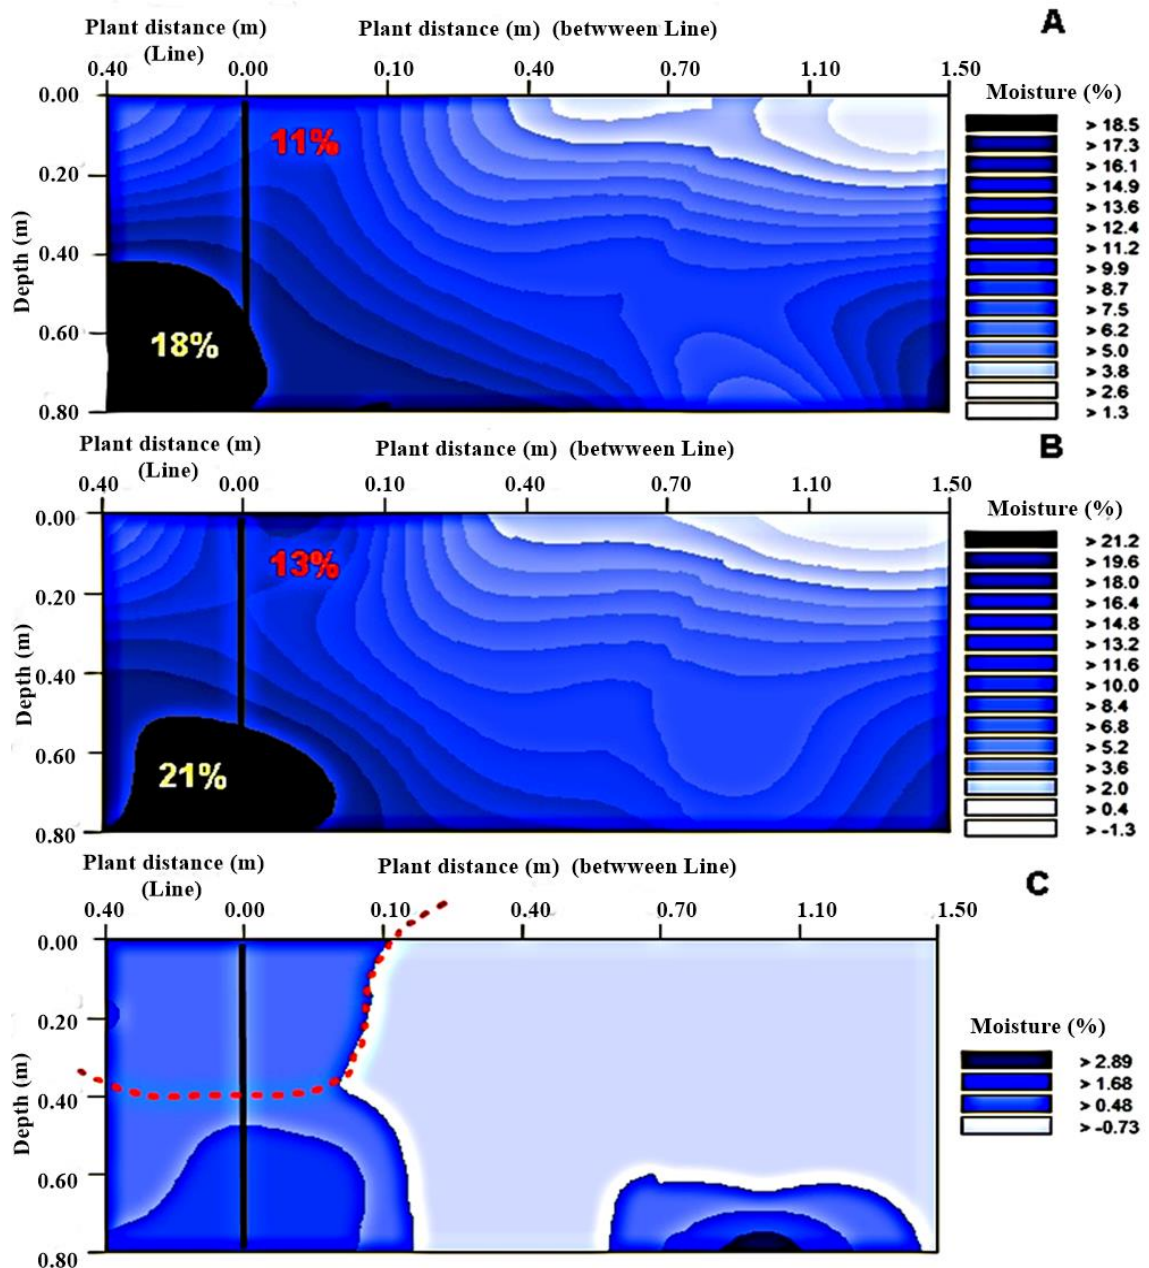 A
Plant distance (m) Plant distance (m) (betwween Line)
(Line)
0.40 0.00 0.10 0.40 0.70 1.10 1.50
Moisture (%)
0.00
0.20
0.40
0.60
0.80
Depth (m)
11%
18%
> 18.5
> 17.3
> 16.1
> 14.9
> 13.6
> 12.4
> 11.2
> 9.9
> 8.7
> 7.5
> 6.2
> 5.0
> 3.8
> 2.6
> 1.3
B
Plant distance (m) Plant distance (m) (betwween Line)
(Line)
0.40 0.00 0.10 0.40 0.70 1.10 1.50
Moisture (%)
0.00
0.20
0.40
0.60
0.80
Depth (m)
13%
21%
> 21.2
> 19.6
> 18.0
> 16.4
> 14.8
> 13.2
> 11.6
> 10.0
> 8.4
> 6.8
> 5.2
> 3.6
> 2.0
> 0.4
> -1.3
Plant distance (m) Plant distance (m) (betwween Line)
(Line)
C
0.40 0.00 0.10 0.40 0.70 1.10 1.50
0.00
0.20
0.40
0.60
0.80
Depth (m)
Moisture (%)
> 2.89
> 1.68
> 0.48
> -0.73